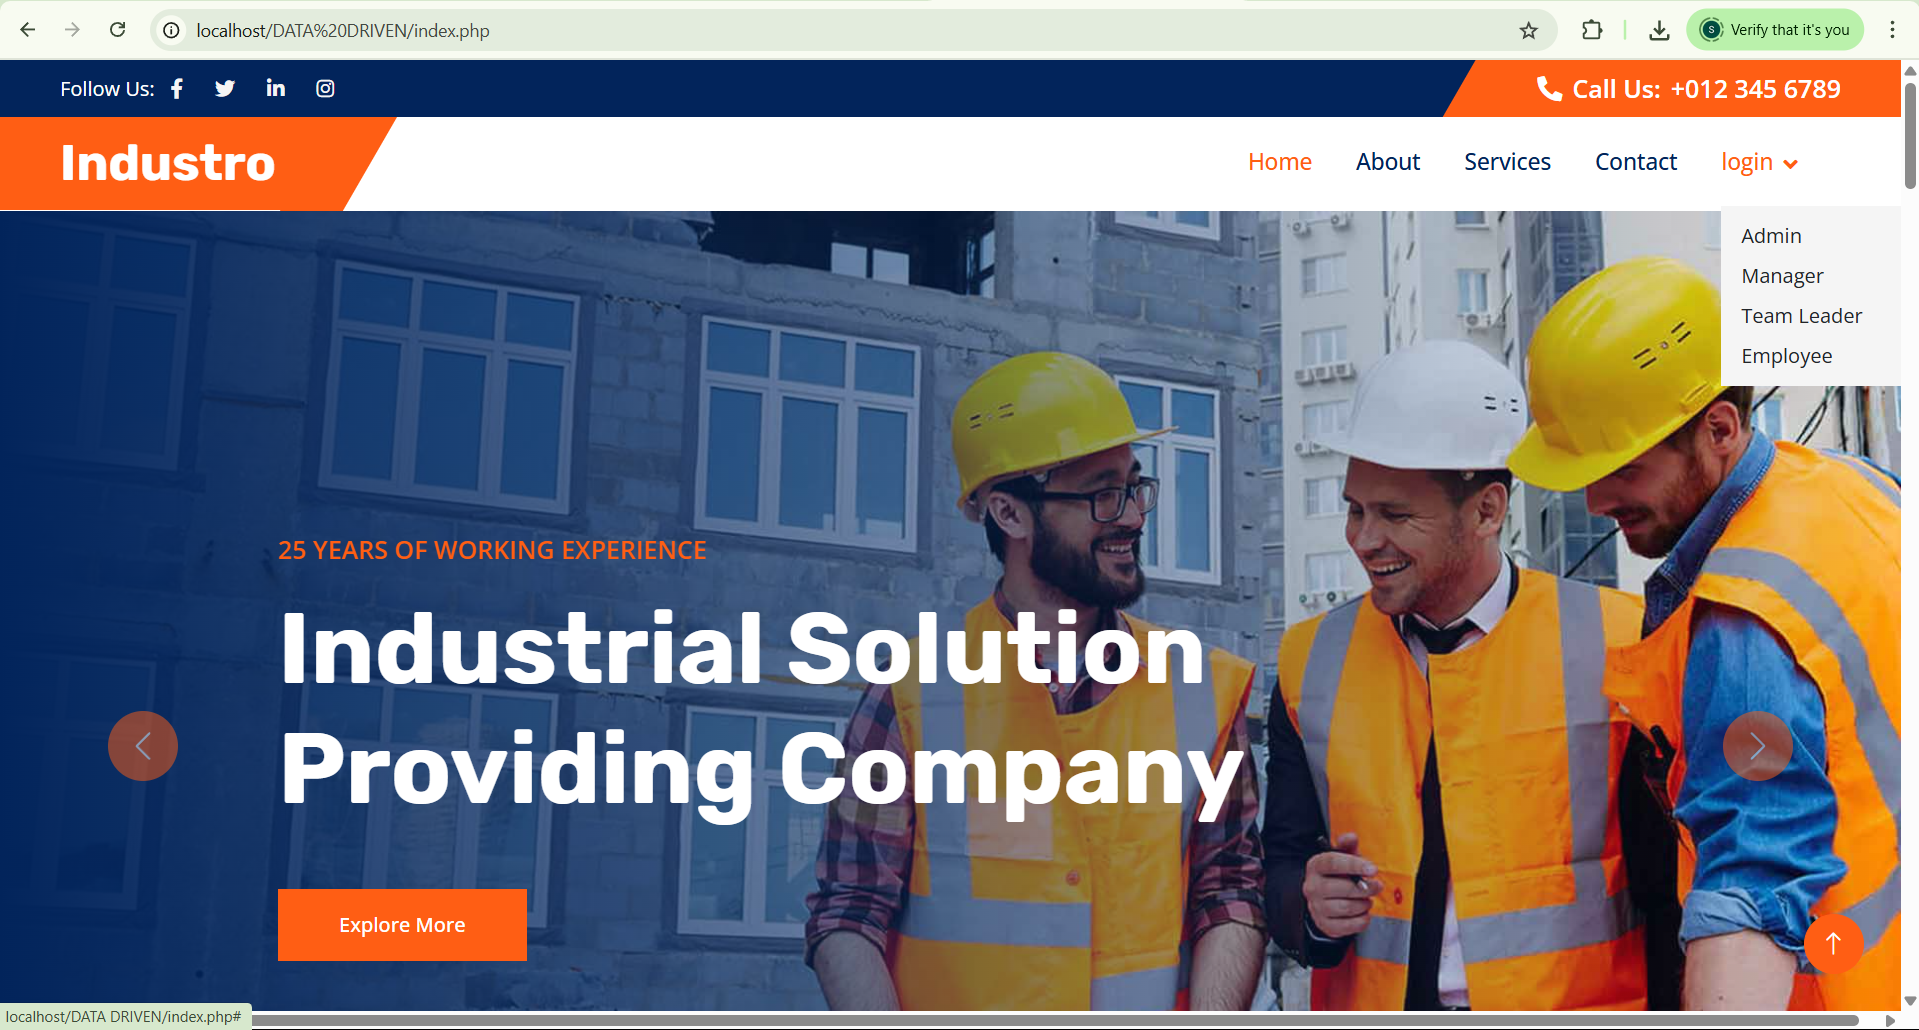 localhost/DATA%20DRIVEN/index.php
S
Verify that it's you
Follow Us:
Call Us: +012 345 6789
Industro
Home
About
Services
Contact
login
Admin
Manager
Team Leader
Employee
25 YEARS OF WORKING EXPERIENCE
Industrial Solution
Providing Company
Explore More
localhost/DATA DRIVEN/index.php#